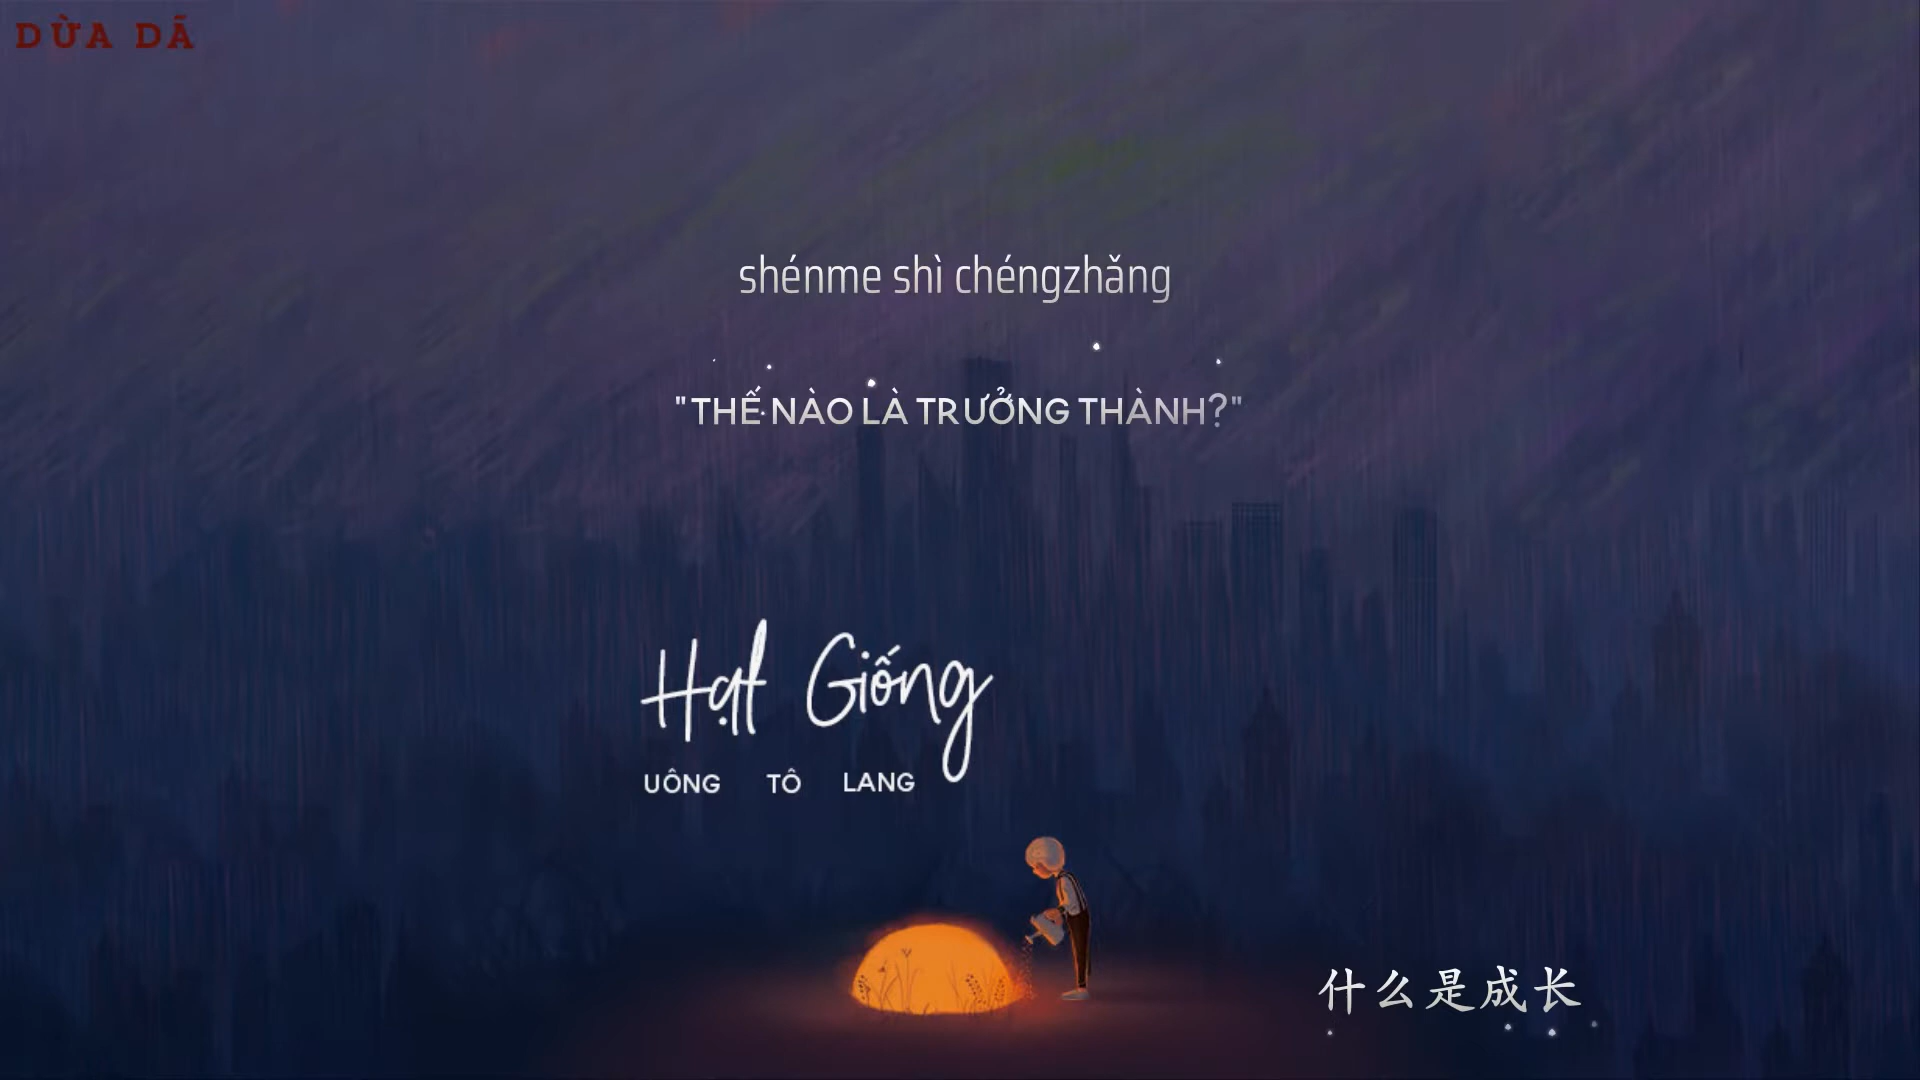 DỪA DÃ
shénme shì chéngzhǎng
"THẾ NÀO LÀ TRƯỞNG THÀNH?"
Hạt Giống
UÔNG TÔ LANG
什么是成长